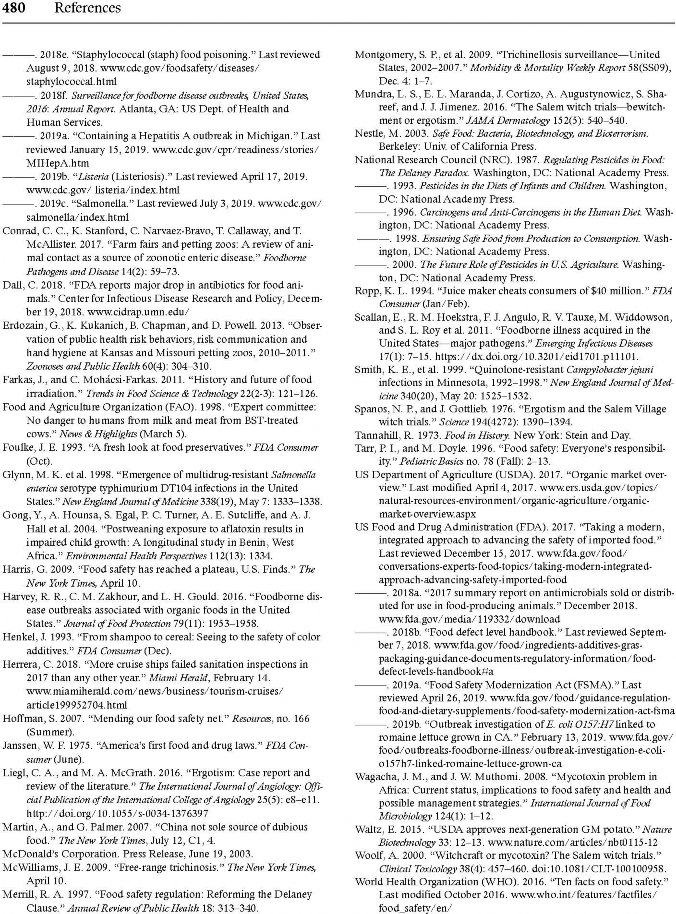 480 References
———. 2018e. “Staphylococcal (staph) food poisoning.” Last reviewed
August 9, 2018. www.cdc.gov/foodsafety/diseases/
staphylococcal.html
———. 2018f. Surveillance for foodborne disease outbreaks, United States,
2016: Annual Report. Atlanta, GA: US Dept. of Health and
Human Services.
———. 2019a. “Containing a Hepatitis A outbreak in Michigan.” Last
reviewed January 15, 2019. www.cdc.gov/cpr/readiness/stories/
MIHepA.htm
———. 2019b. “Listeria (Listeriosis).” Last reviewed April 17, 2019.
www.cdc.gov/ listeria/index.html
———. 2019c. “Salmonella.” Last reviewed July 3, 2019. www.cdc.gov/
salmonella/index.html
Conrad, C. C., K. Stanford, C. Narvaez-Bravo, T. Callaway, and T.
McAllister. 2017. “Farm fairs and petting zoos: A review of ani-
mal contact as a source of zoonotic enteric disease.” Foodborne
Pathogens and Disease 14(2): 59–73.
Dall, C. 2018. “FDA reports major drop in antibiotics for food ani-
mals.” Center for Infectious Disease Research and Policy, Decem-
ber 19, 2018. www.cidrap.umn.edu/
Erdozain, G., K. Kukanich, B. Chapman, and D. Powell. 2013. “Obser-
vation of public health risk behaviors, risk communication and
hand hygiene at Kansas and Missouri petting zoos, 2010–2011.”
Zoonoses and Public Health 60(4): 304–310.
Farkas, J., and C. Mohácsi-Farkas. 2011. “History and future of food
irradiation.” Trends in Food Science & Technology 22(2-3): 121–126.
Food and Agriculture Organization (FAO). 1998. “Expert committee:
No danger to humans from milk and meat from BST-treated
cows.” News & Highlights (March 5).
Foulke, J. E. 1993. “A fresh look at food preservatives.” FDA Consumer
(Oct).
Glynn, M. K. et al. 1998. “Emergence of multidrug-resistant Salmonella
enterica serotype typhimurium DT104 infections in the United
States.” New England Journal of Medicine 338(19), May 7: 1333–1338.
Gong, Y., A. Hounsa, S. Egal, P. C. Turner, A. E. Sutcliffe, and A. J.
Hall et al. 2004. “Postweaning exposure to aflatoxin results in
impaired child growth: A longitudinal study in Benin, West
Africa.” Environmental Health Perspectives 112(13): 1334.
Harris, G. 2009. “Food safety has reached a plateau, U.S. Finds.” The
New York Times, April 10.
Harvey, R. R., C. M. Zakhour, and L. H. Gould. 2016. “Foodborne dis-
ease outbreaks associated with organic foods in the United
States.” Journal of Food Protection 79(11): 1953–1958.
Henkel, J. 1993. “From shampoo to cereal: Seeing to the safety of color
additives.” FDA Consumer (Dec).
Herrera, C. 2018. “More cruise ships failed sanitation inspections in
2017 than any other year.” Miami Herald, February 14.
www.miamiherald.com/news/business/tourism-cruises/
article199952704.html
Hoffman, S. 2007. “Mending our food safety net.” Resources, no. 166
(Summer).
Janssen, W. F. 1975. “America’s first food and drug laws.” FDA Con-
sumer (June).
Liegl, C. A., and M. A. McGrath. 2016. “Ergotism: Case report and
review of the literature.” The International Journal of Angiology: Offi-
cial Publication of the International College of Angiology 25(5): e8–e11.
http://doi.org/10.1055/s-0034-1376397
Martin, A., and G. Palmer. 2007. “China not sole source of dubious
food.” The New York Times, July 12, C1, 4.
McDonald’s Corporation. Press Release, June 19, 2003.
McWilliams, J. E. 2009. “Free-range trichinosis.” The New York Times,
April 10.
Merrill, R. A. 1997. “Food safety regulation: Reforming the Delaney
Clause.” Annual Review of Public Health 18: 313–340.
Montgomery, S. P., et al. 2009. “Trichinellosis surveillance—United
States, 2002–2007.” Morbidity & Mortality Weekly Report 58(SS09),
Dec. 4: 1–7.
Mundra, L. S., E. L. Maranda, J. Cortizo, A. Augustynowicz, S. Sha-
reef, and J. J. Jimenez. 2016. “The Salem witch trials—bewitch-
ment or ergotism.” JAMA Dermatology 152(5): 540–540.
Nestle, M. 2003. Safe Food: Bacteria, Biotechnology, and Bioterrorism.
Berkeley: Univ. of California Press.
National Research Council (NRC). 1987. Regulating Pesticides in Food:
The Delaney Paradox. Washington, DC: National Academy Press.
———. 1993. Pesticides in the Diets of Infants and Children. Washington,
DC: National Academy Press.
———. 1996. Carcinogens and Anti-Carcinogens in the Human Diet. Wash-
ington, DC: National Academy Press.
———. 1998. Ensuring Safe Food from Production to Consumption. Wash-
ington, DC: National Academy Press.
———. 2000. The Future Role of Pesticides in U.S. Agriculture. Washing-
ton, DC: National Academy Press.
Ropp, K. L. 1994. “Juice maker cheats consumers of $40 million.” FDA
Consumer (Jan/Feb).
Scallan, E., R. M. Hoekstra, F. J. Angulo, R. V. Tauxe, M. Widdowson,
and S. L. Roy et al. 2011. “Foodborne illness acquired in the
United States—major pathogens.” Emerging Infectious Diseases
17(1): 7–15. https://dx.doi.org/10.3201/eid1701.p11101.
Smith, K. E., et al. 1999. “Quinolone-resistant Campylobacter jejuni
infections in Minnesota, 1992–1998.” New England Journal of Med-
icine 340(20), May 20: 1525–1532.
Spanos, N. P., and J. Gottlieb. 1976. “Ergotism and the Salem Village
witch trials.” Science 194(4272): 1390–1394.
Tannahill, R. 1973. Food in History. New York: Stein and Day.
Tarr, P. I., and M. Doyle. 1996. “Food safety: Everyone’s responsibil-
ity.” Pediatric Basics no. 78 (Fall): 2–13.
US Department of Agriculture (USDA). 2017. “Organic market over-
view.” Last modified April 4, 2017. www.ers.usda.gov/topics/
natural-resources-environment/organic-agriculture/organic-
market-overview.aspx
US Food and Drug Administration (FDA). 2017. “Taking a modern,
integrated approach to advancing the safety of imported food.”
Last reviewed December 15, 2017. www.fda.gov/food/
conversations-experts-food-topics/taking-modern-integrated-
approach-advancing-safety-imported-food
———. 2018a. “2017 summary report on antimicrobials sold or distrib-
uted for use in food-producing animals.” December 2018.
www.fda.gov/media/119332/download
———. 2018b. “Food defect level handbook.” Last reviewed Septem-
ber 7, 2018. www.fda.gov/food/ingredients-additives-gras-
packaging-guidance-documents-regulatory-information/food-
defect-levels-handbook#a
———. 2019a. “Food Safety Modernization Act (FSMA).” Last
reviewed April 26, 2019. www.fda.gov/food/guidance-regulation-
food-and-dietary-supplements/food-safety-modernization-act-fsma
———. 2019b. “Outbreak investigation of E. coli O157:H7 linked to
romaine lettuce grown in CA.” February 13, 2019. www.fda.gov/
food/outbreaks-foodborne-illness/outbreak-investigation-e-coli-
o157h7-linked-romaine-lettuce-grown-ca
Wagacha, J. M., and J. W. Muthomi. 2008. “Mycotoxin problem in
Africa: Current status, implications to food safety and health and
possible management strategies.” International Journal of Food
Microbiology 124(1): 1–12.
Waltz, E. 2015. “USDA approves next-generation GM potato.” Nature
Biotechnology 33: 12–13. www.nature.com/articles/nbt0115-12
Woolf, A. 2000. “Witchcraft or mycotoxin? The Salem witch trials.”
Clinical Toxicology 38(4): 457–460. doi:10.1081/CLT-100100958.
World Health Organization (WHO). 2016. “Ten facts on food safety.”
Last modified October 2016. www.who.int/features/factfiles/
food_safety/en/